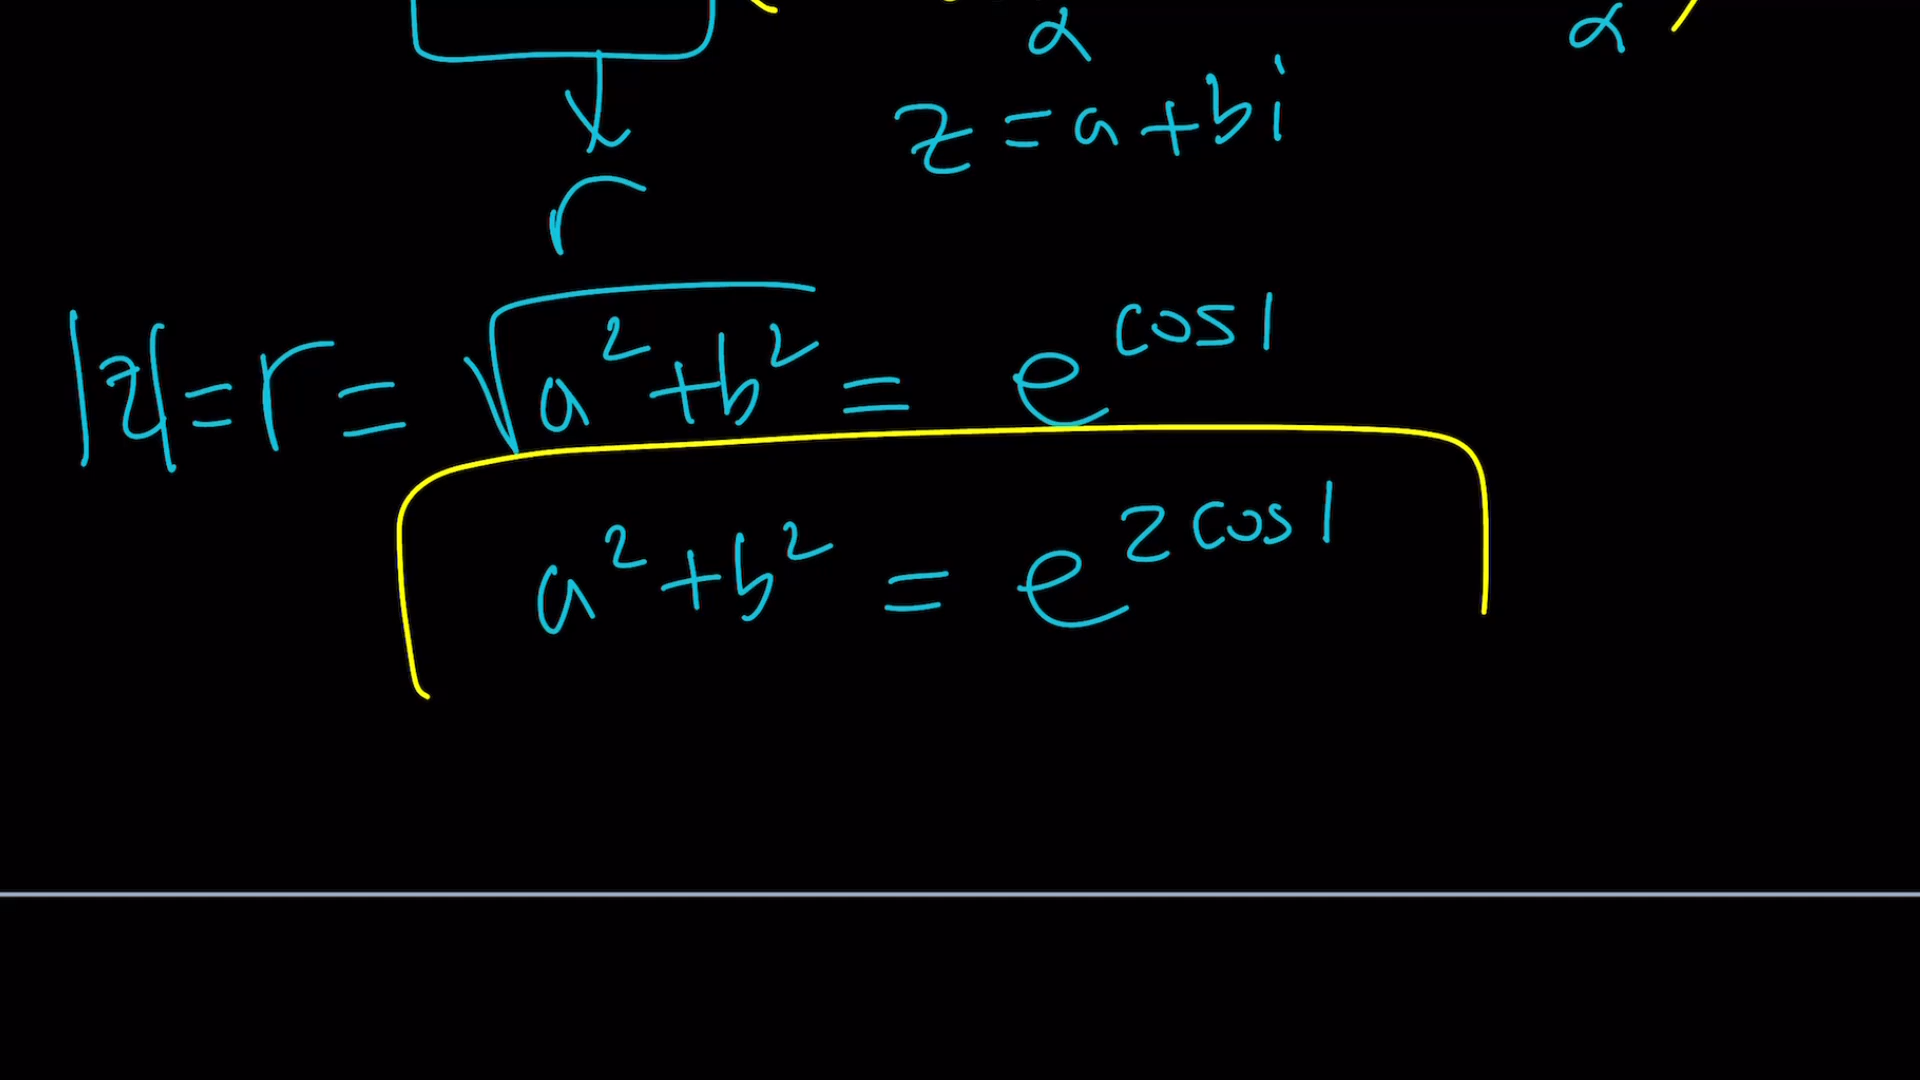 α α
z = a + bi
r
|z| = r = √(a² + b²) = e^cos1
a² + b² = e^2cos1